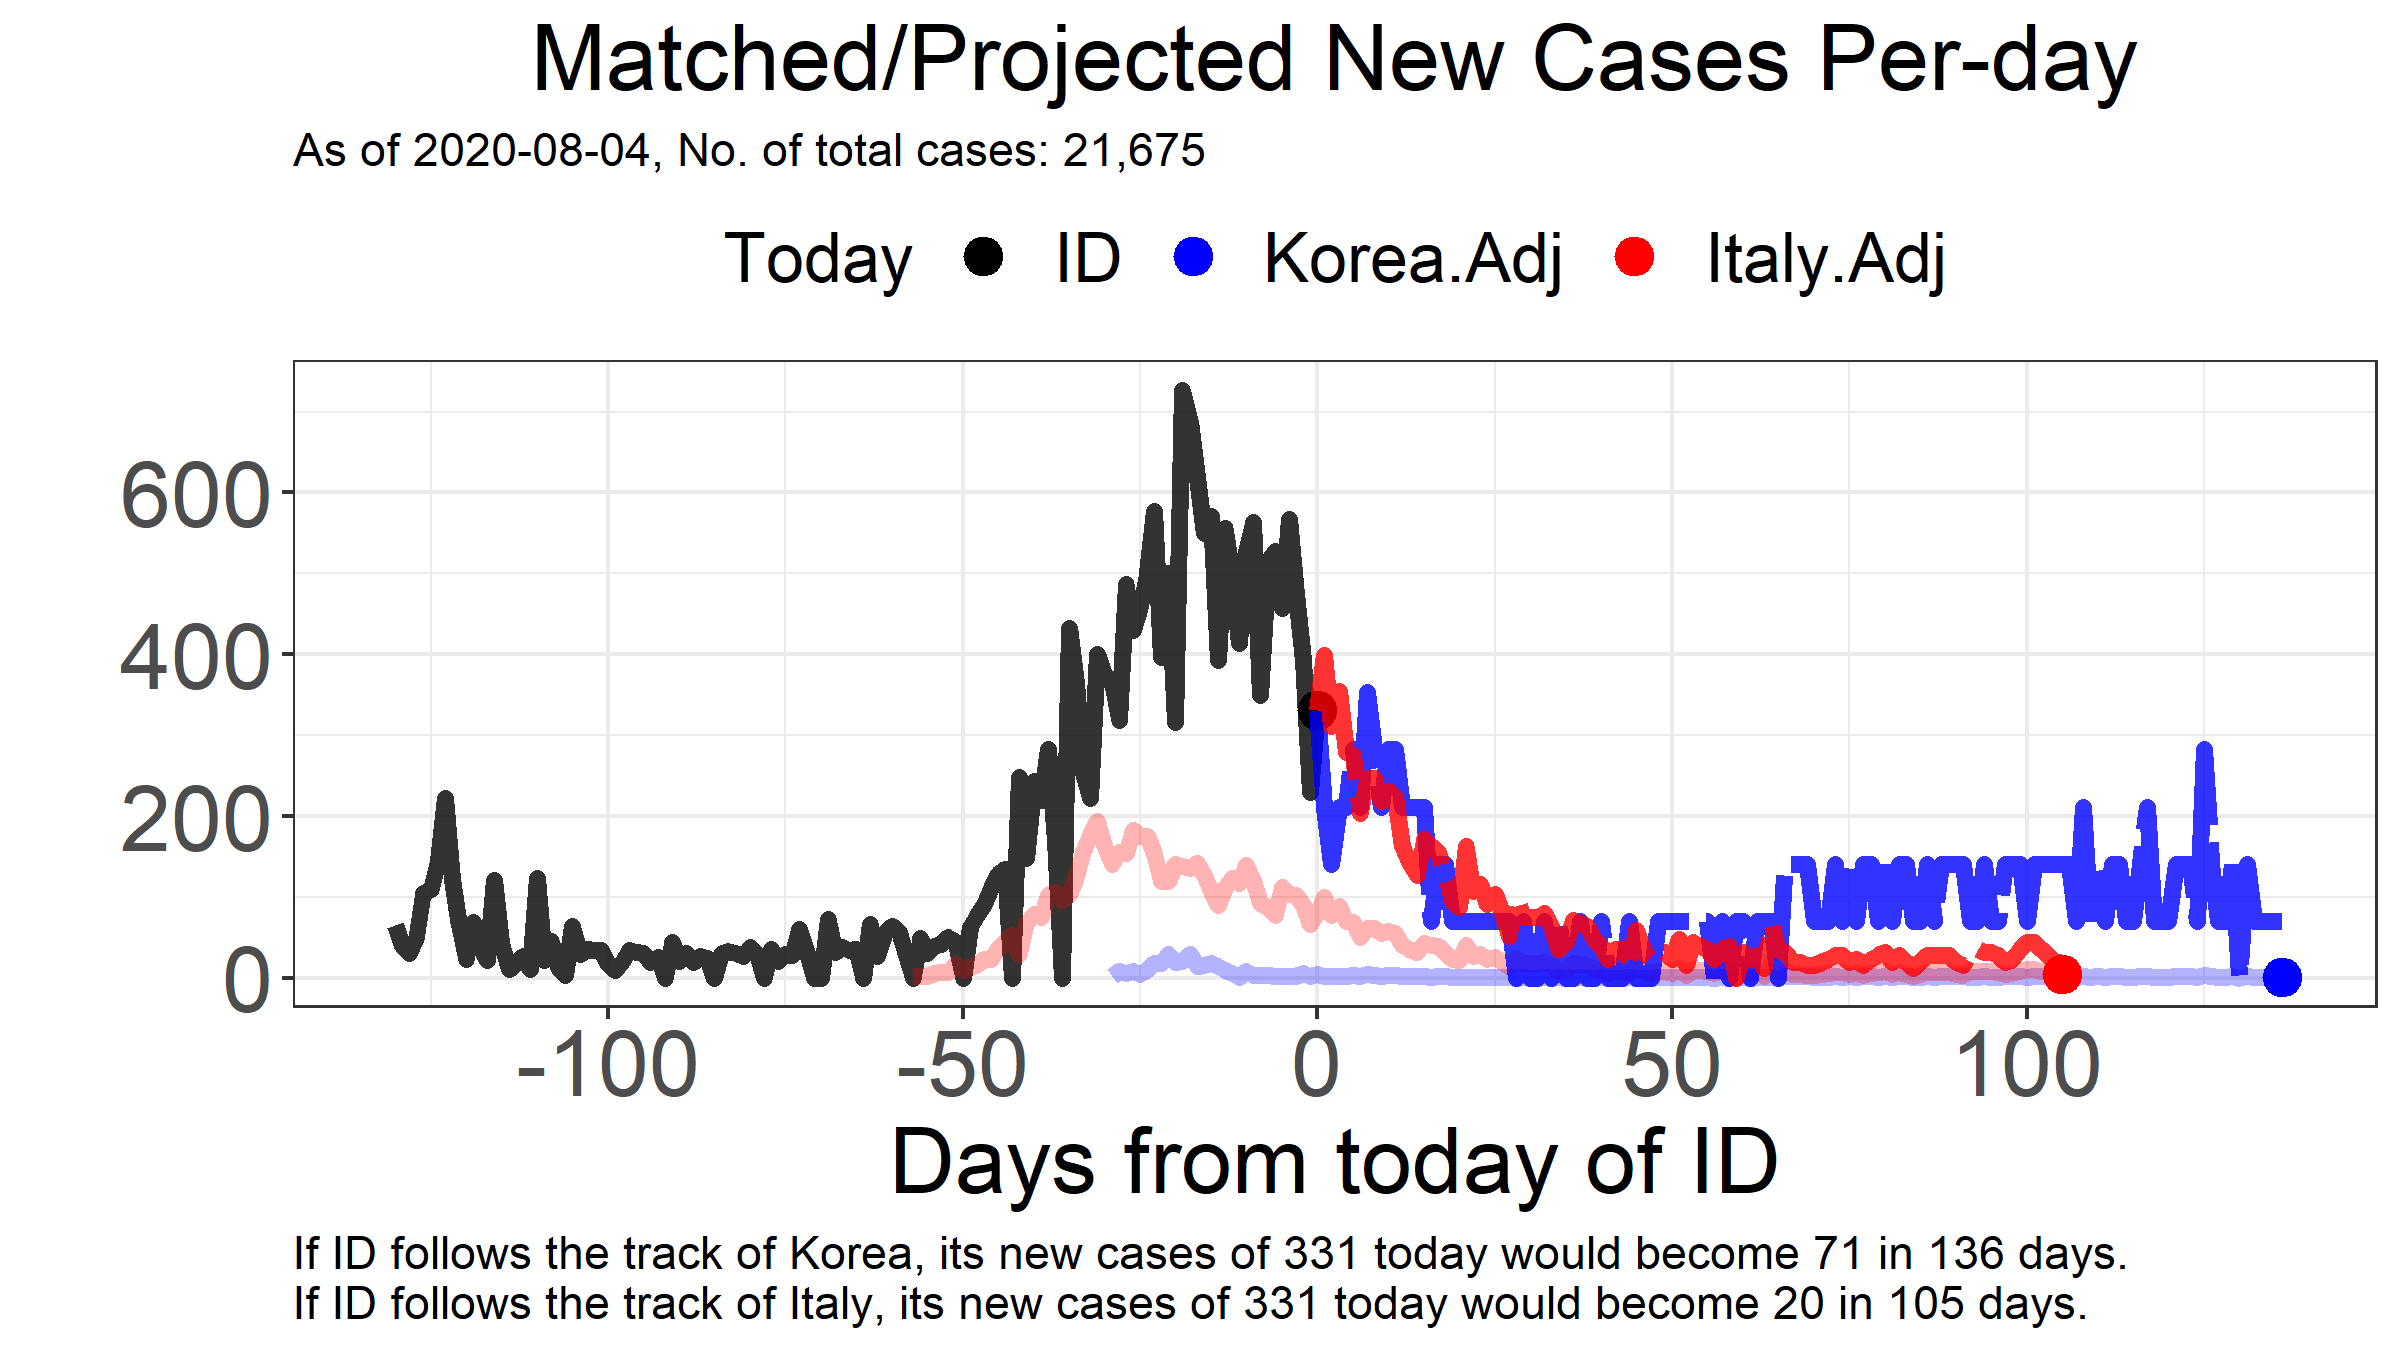 Matched/Projected New Cases Per-day
As of 2020-08-04, No. of total cases: 21,675
Today ID Korea.Adj Italy.Adj
600
400
200
0
-100 -50 0 50 100
Days from today of ID
If ID follows the track of Korea, its new cases of 331 today would become 71 in 136 days.
If ID follows the track of Italy, its new cases of 331 today would become 20 in 105 days.